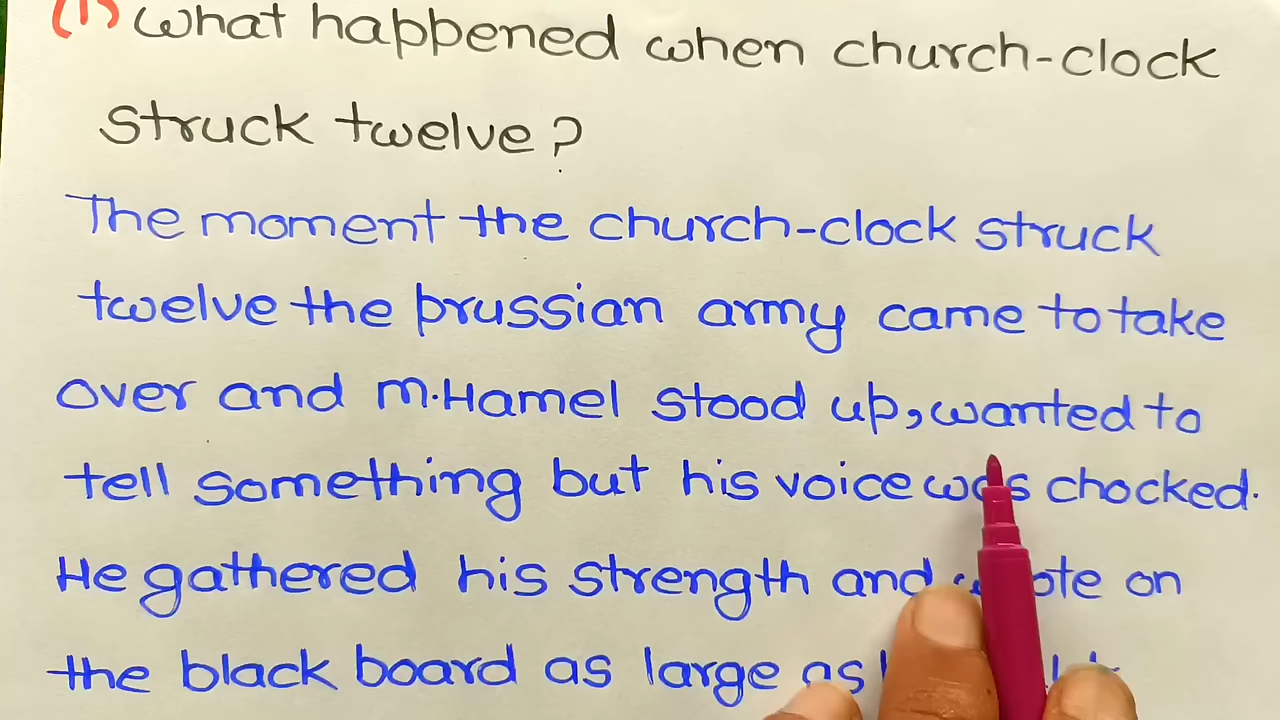 (1) what happened when church-clock
struck twelve?
The moment the church-clock struck
twelve the prussian army came to take
over and M.Hamel stood up, wanted to
tell something but his voice was chocked.
He gathered his strength and on
the black board as large as